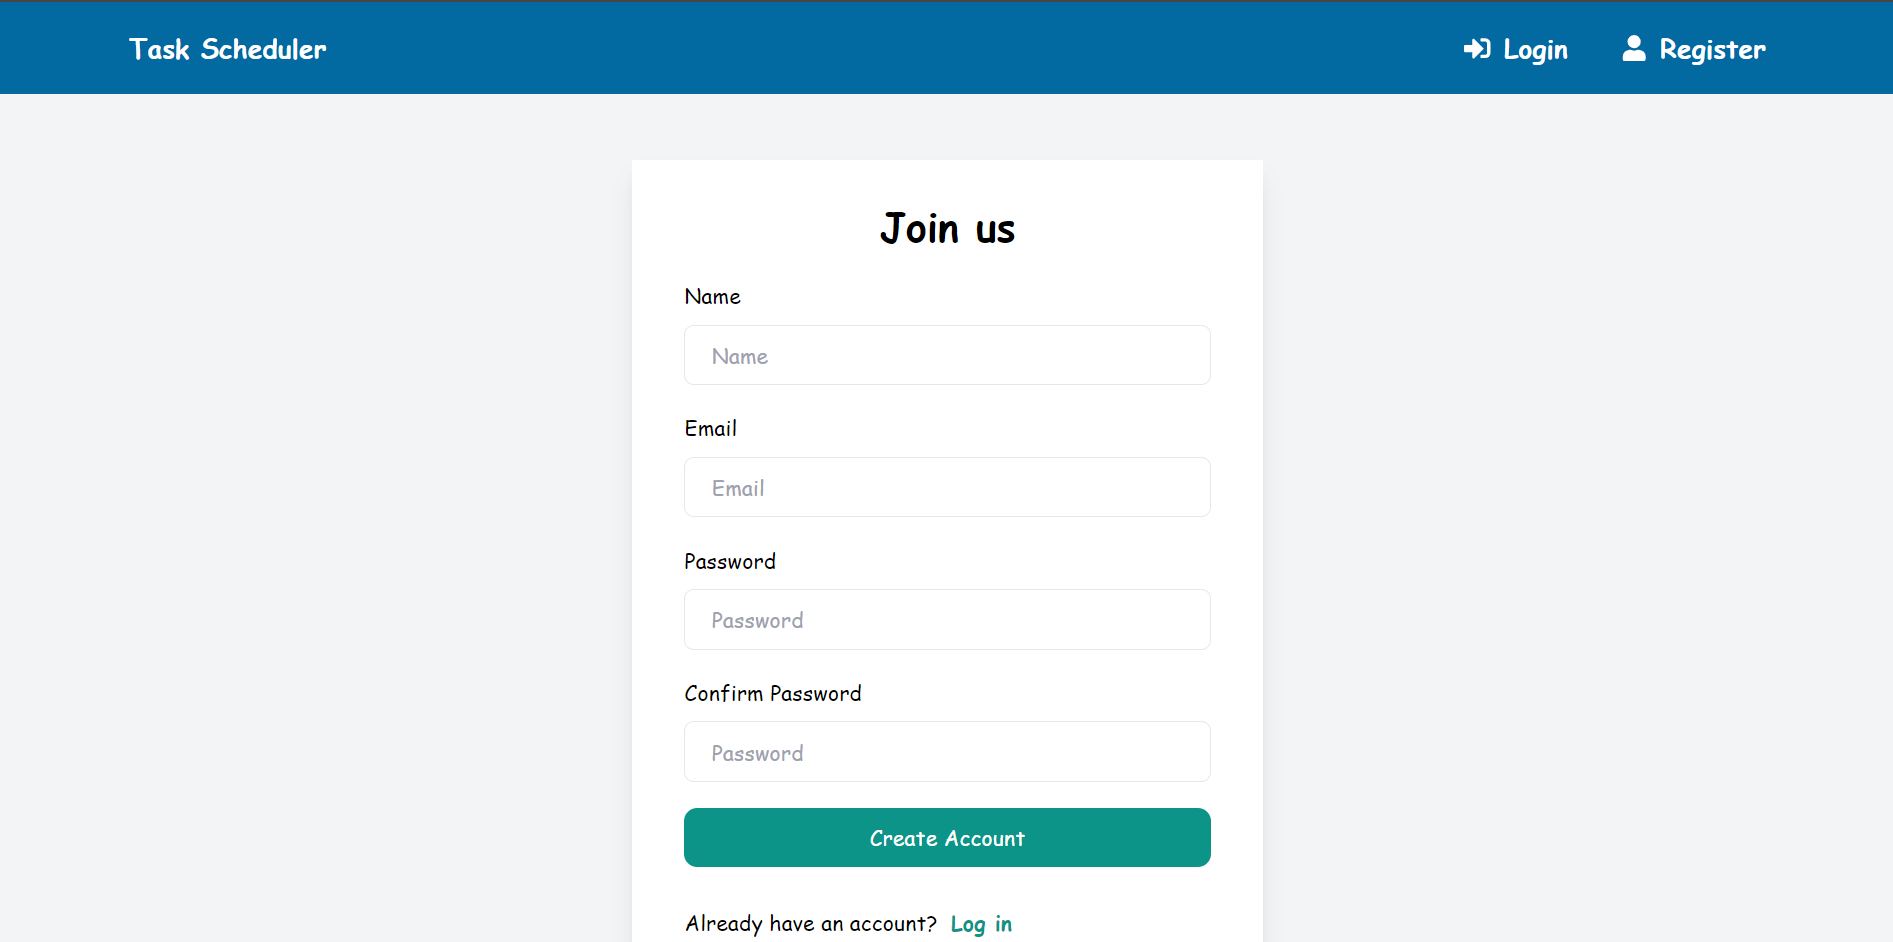 Task Scheduler Login Register
Join us
Name
Name
Email
Email
Password
Password
Confirm Password
Password
Create Account
Already have an account? Log in